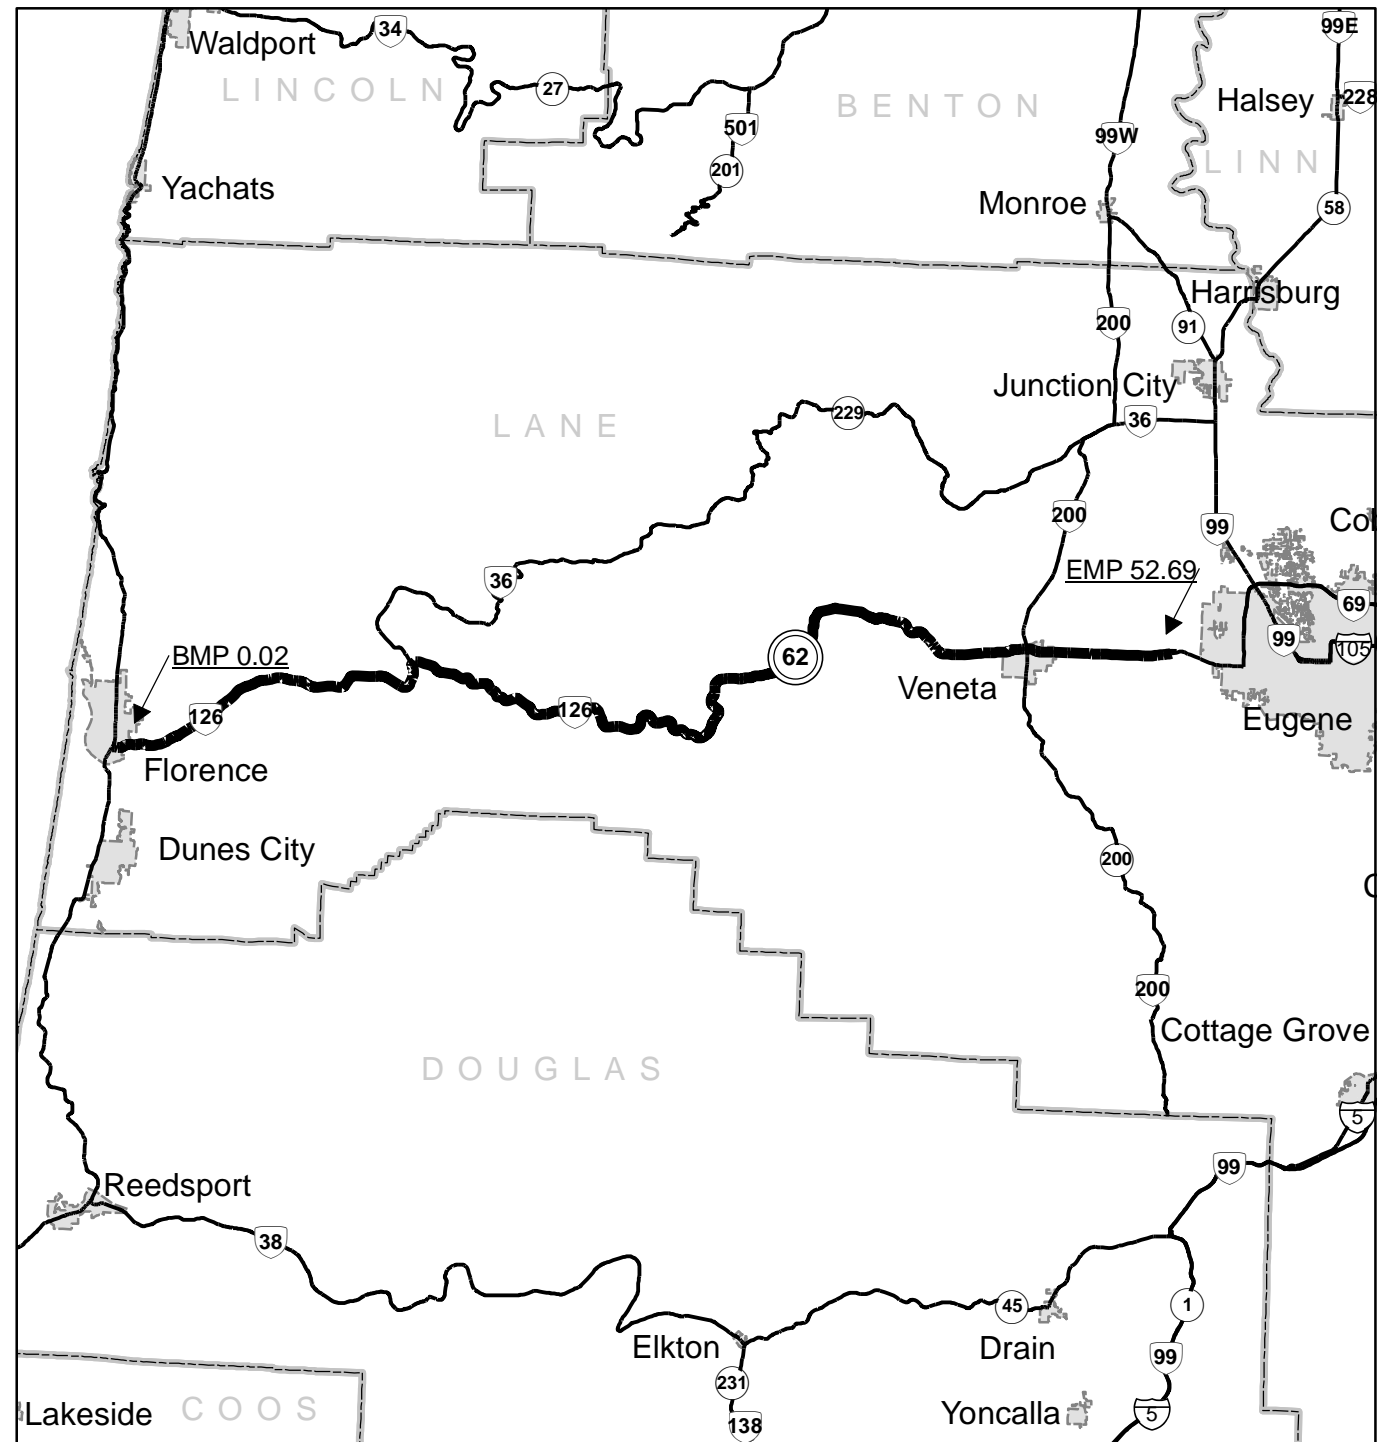 99E
34
Waldport
27
LINCOLN
BENTON
Halsey
228
501
99W
201
LINN
Yachats
Monroe
58
Harrisburg
200
91
Junction City
229
36
LANE
200
99
36
EMP 52.69
69
99
105
BMP 0.02
62
Veneta
126
126
Eugene
Florence
Dunes City
200
200
Cottage Grove
DOUGLAS
5
99
Reedsport
38
45
1
Elkton
Drain
99
231
Lakeside
COOS
138
Yoncalla
5